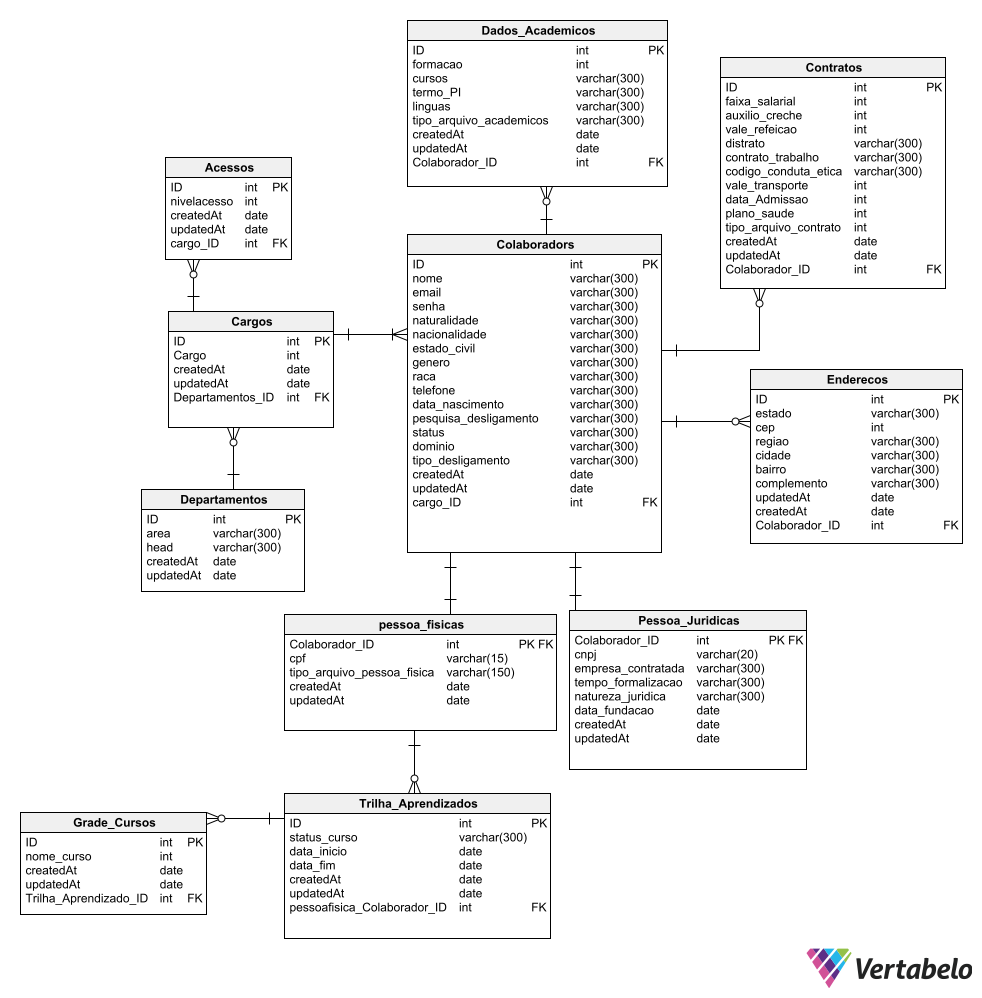 Dados_Academicos
ID int PK
formacao int
cursos varchar(300)
termo_PI varchar(300)
linguas varchar(300)
tipo_arquivo_academicos varchar(300)
createdAt date
updatedAt date
Colaborador_ID int FK
Contratos
ID int PK
faixa_salarial int
auxilio_creche int
vale_refeicao int
distrato varchar(300)
contrato_trabalho varchar(300)
codigo_conduta_etica varchar(300)
vale_transporte int
data_Admissao int
plano_saude int
tipo_arquivo_contrato int
createdAt date
updatedAt date
Colaborador_ID int FK
Acessos
ID int PK
nivelacesso int
createdAt date
updatedAt date
cargo_ID int FK
Colaboradors
ID int PK
nome varchar(300)
email varchar(300)
senha varchar(300)
naturalidade varchar(300)
nacionalidade varchar(300)
estado_civil varchar(300)
genero varchar(300)
raca varchar(300)
telefone varchar(300)
data_nascimento varchar(300)
pesquisa_desligamento varchar(300)
status varchar(300)
dominio varchar(300)
tipo_desligamento varchar(300)
createdAt date
updatedAt date
cargo_ID int FK
Cargos
ID int PK
Cargo int
createdAt date
updatedAt date
Departamentos_ID int FK
Enderecos
ID int PK
estado varchar(300)
cep int
regiao varchar(300)
cidade varchar(300)
bairro varchar(300)
complemento varchar(300)
updatedAt date
createdAt date
Colaborador_ID int FK
Departamentos
ID int PK
area varchar(300)
head varchar(300)
createdAt date
updatedAt date
pessoa_fisicas
Colaborador_ID int PK FK
cpf varchar(15)
tipo_arquivo_pessoa_fisica varchar(150)
createdAt date
updatedAt date
Pessoa_Juridicas
Colaborador_ID int PK FK
cnpj varchar(20)
empresa_contratada varchar(300)
tempo_formalizacao varchar(300)
natureza_juridica varchar(300)
data_fundacao date
createdAt date
updatedAt date
Trilha_Aprendizados
ID int PK
status_curso varchar(300)
data_inicio date
data_fim date
createdAt date
updatedAt date
pessoafisica_Colaborador_ID int FK
Grade_Cursos
ID int PK
nome_curso int
createdAt date
updatedAt date
Trilha_Aprendizado_ID int FK
Vertabelo